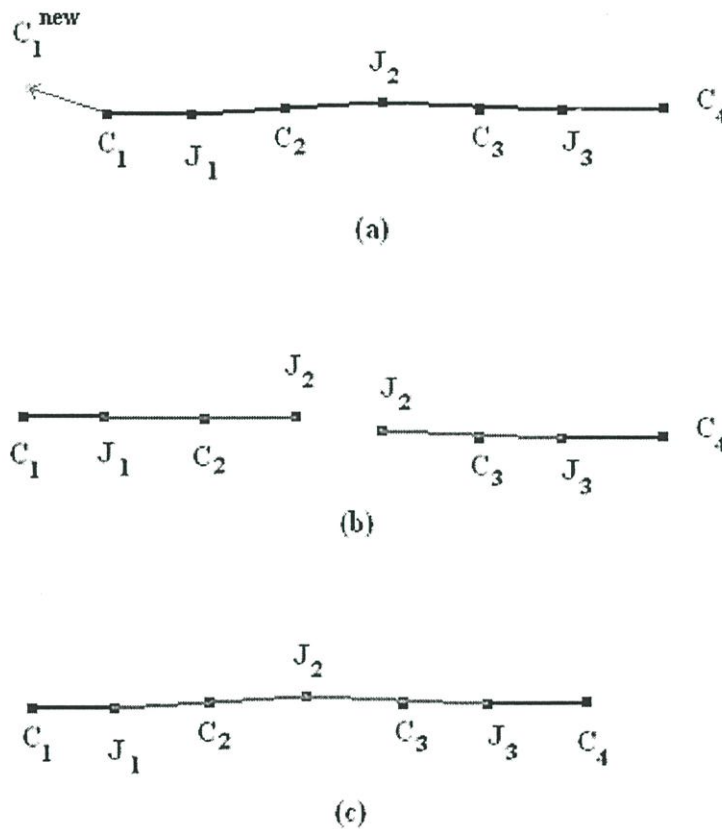 C₁ⁿᵉʷ
J₂
C₁ J₁ C₂ C₃ J₃ C₄
(a)
J₂ J₂
C₁ J₁ C₂ C₃ J₃ C₄
(b)
J₂
C₁ J₁ C₂ C₃ J₃ C₄
(c)